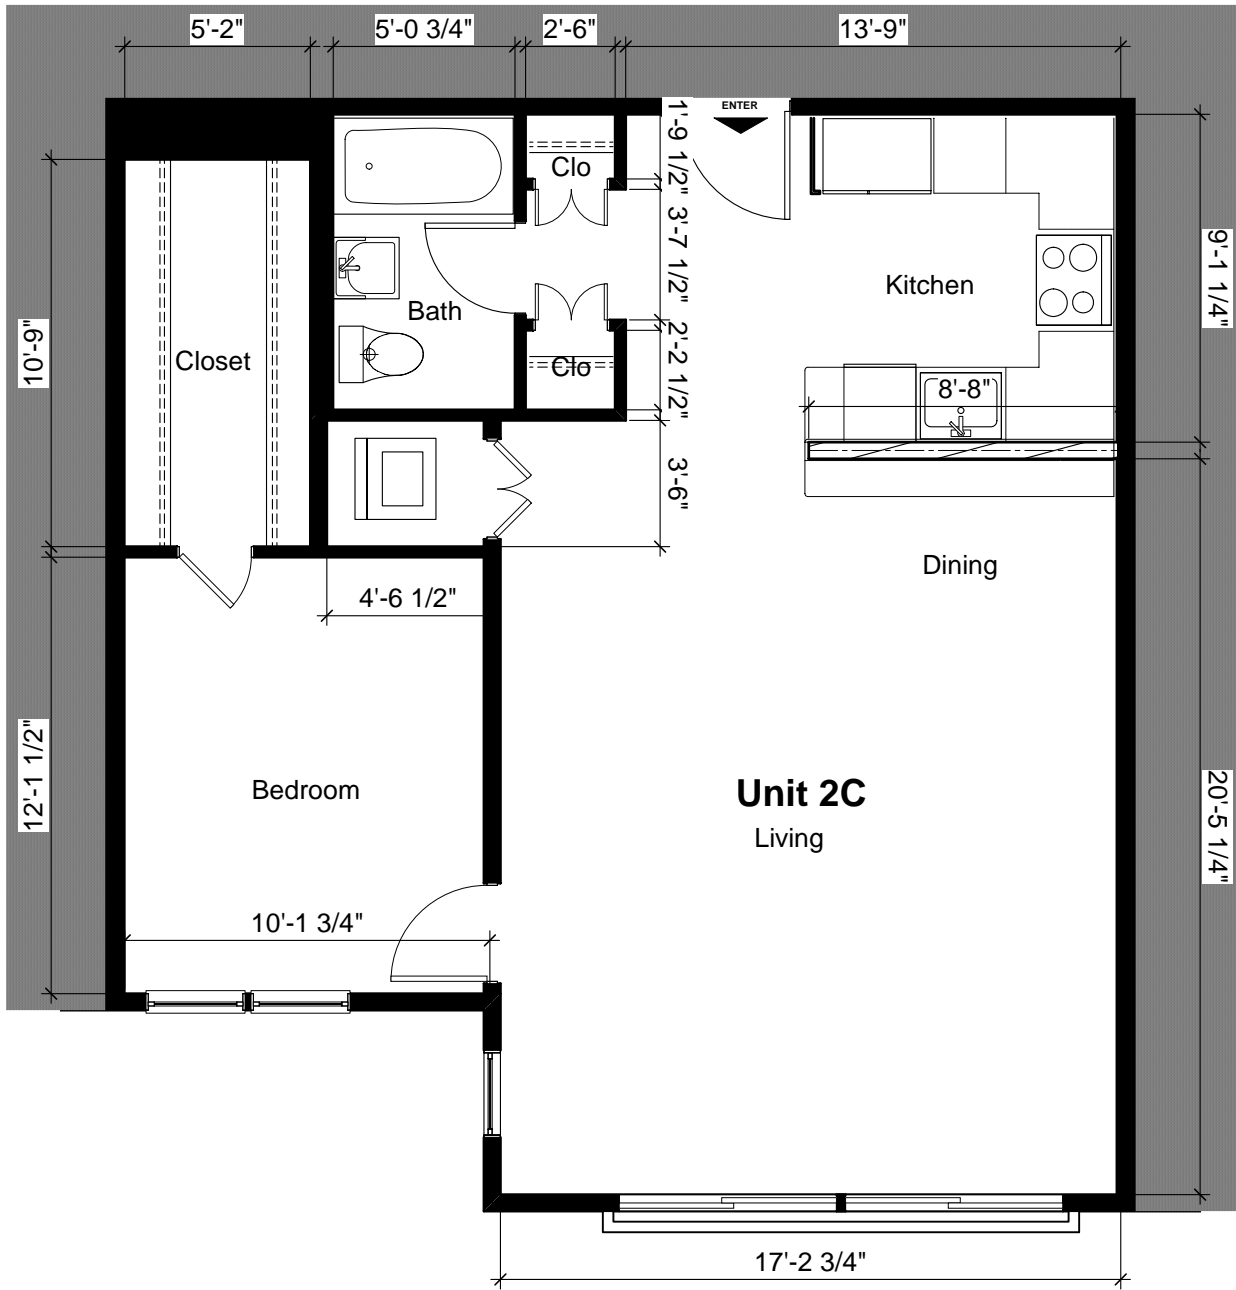 5'-2"
5'-0 3/4"
2'-6"
13'-9"
ENTER
1'-9 1/2"
Clo
3'-7 1/2"
9'-1 1/4"
Kitchen
Bath
10'-9"
Closet
Clo
2'-2 1/2"
8'-8"
3'-6"
Dining
4'-6 1/2"
12'-1 1/2"
Bedroom
Unit 2C
Living
20'-5 1/4"
10'-1 3/4"
17'-2 3/4"